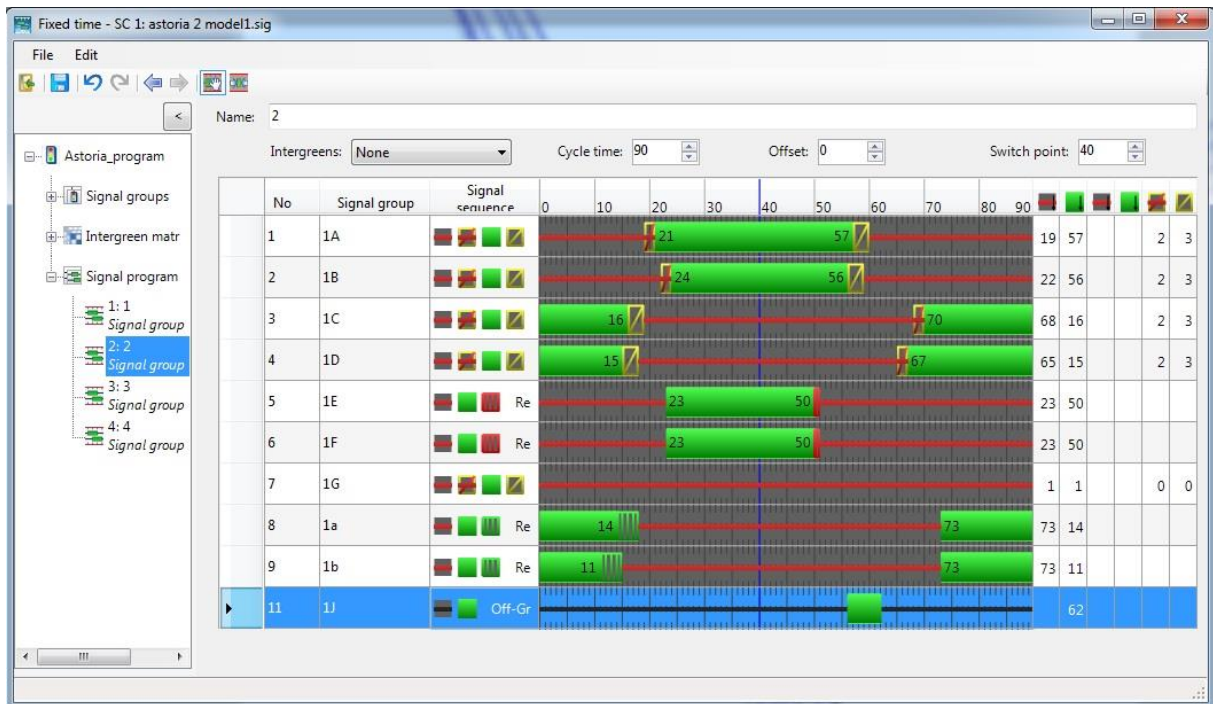 Fixed time - SC 1: astoria 2 model1.sig
File Edit
Name: 2
Intergreens: None Cycle time: 90 Offset: 0 Switch point: 40
Astoria_program
Signal groups
Intergreen matr
Signal program
1: 1
Signal group
2: 2
Signal group
3: 3
Signal group
4: 4
Signal group
No Signal group Signal sequence 0 10 20 30 40 50 60 70 80 90
1 1A 21 57 19 57 2 3
2 1B 24 56 22 56 2 3
3 1C 16 70 68 16 2 3
4 1D 15 67 65 15 2 3
5 1E Re 23 50 23 50
6 1F Re 23 50 23 50
7 1G 1 1 0 0
8 1a Re 14 73 73 14
9 1b Re 11 73 73 11
11 1J Off-Gr 62